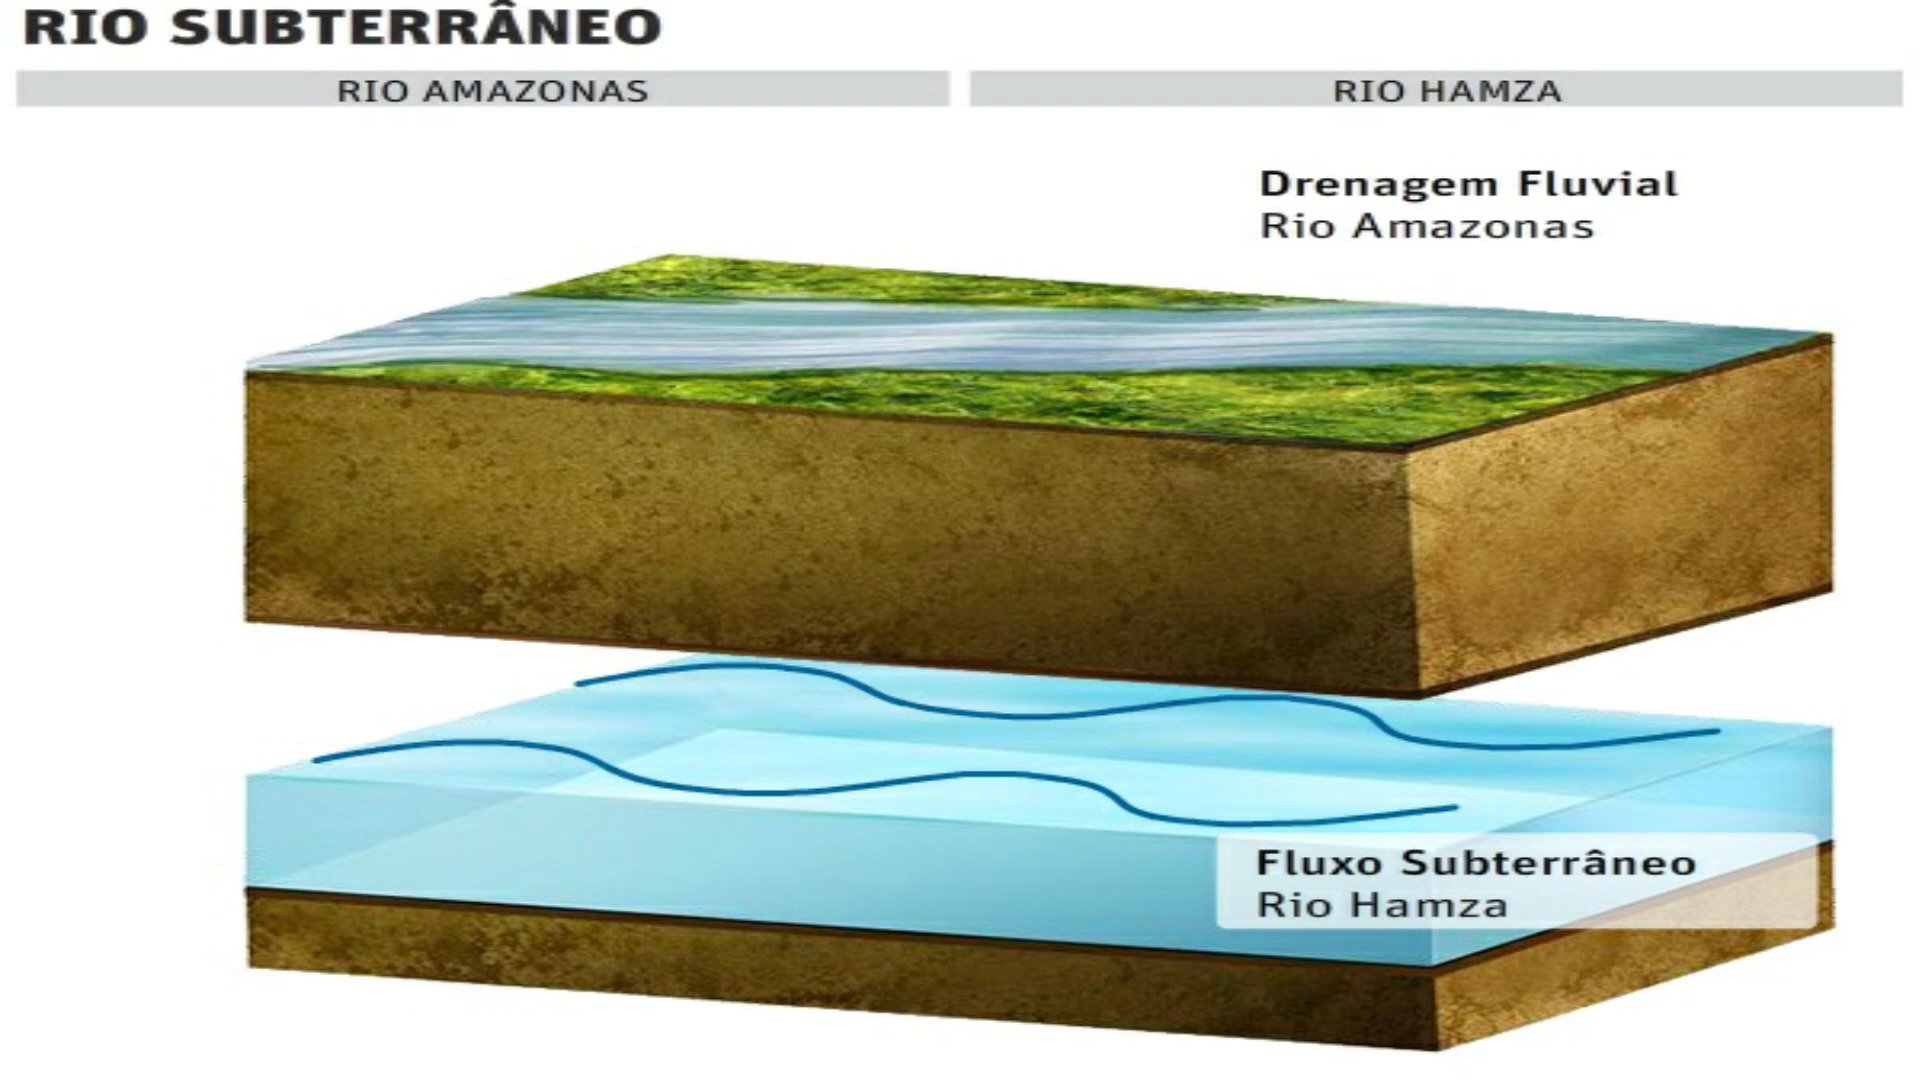 RIO SUBTERRÂNEO
RIO AMAZONAS
RIO HAMZA
Drenagem Fluvial
Rio Amazonas
Fluxo Subterrâneo
Rio Hamza